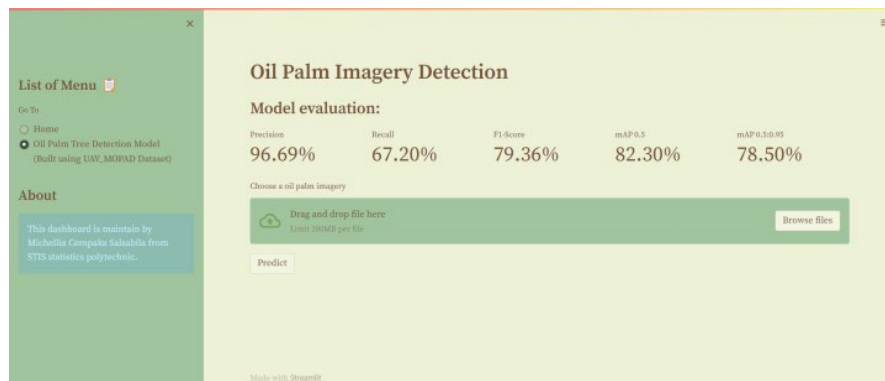 ×
List of Menu 📋
Go To
Home
Oil Palm Tree Detection Model
(Built using UAV_MOPAD Dataset)
About
This dashboard is maintain by
Michellia Cempaka Salsabila from
STIS statistics polytechnic.
Oil Palm Imagery Detection
Model evaluation:
Precision Recall F1-Score mAP 0.5 mAP 0.5:0.95
96.69% 67.20% 79.36% 82.30% 78.50%
Choose a oil palm imagery
Drag and drop file here
Limit 200MB per file
Browse files
Predict
Made with Streamlit